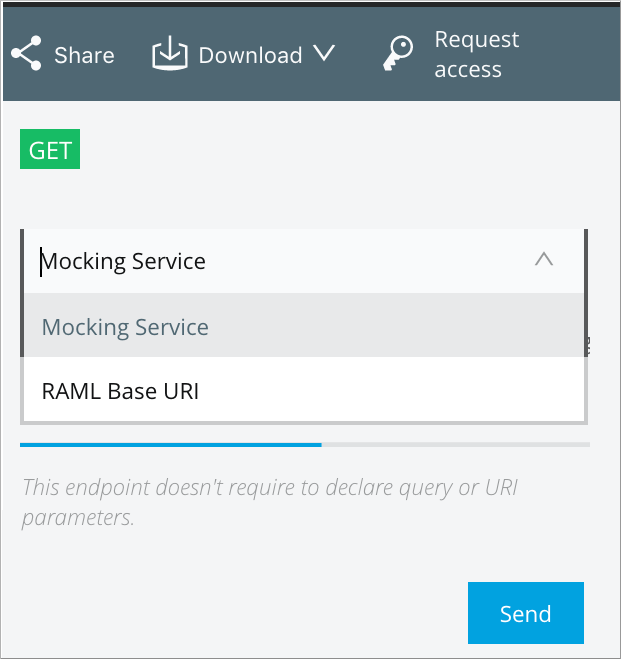 Share
Download
Request
access
GET
Mocking Service
Mocking Service
RAML Base URI
This endpoint doesn't require to declare query or URI
parameters.
Send